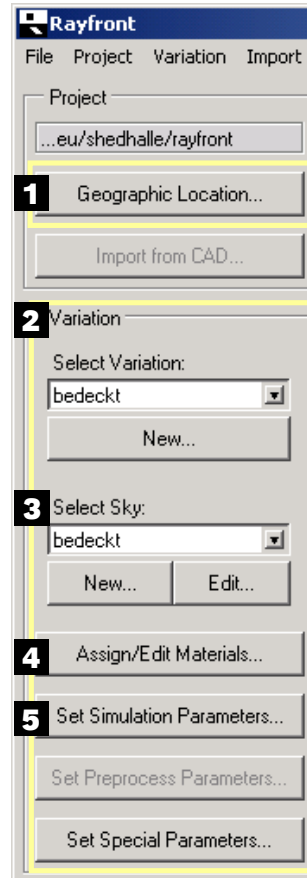 Rayfront
File Project Variation Import
Project
...eu/shedhalle/rayfront
1 Geographic Location...
Import from CAD...
2 Variation
Select Variation:
bedeckt
New...
3 Select Sky:
bedeckt
New... Edit...
4 Assign/Edit Materials...
5 Set Simulation Parameters...
Set Preprocess Parameters...
Set Special Parameters...